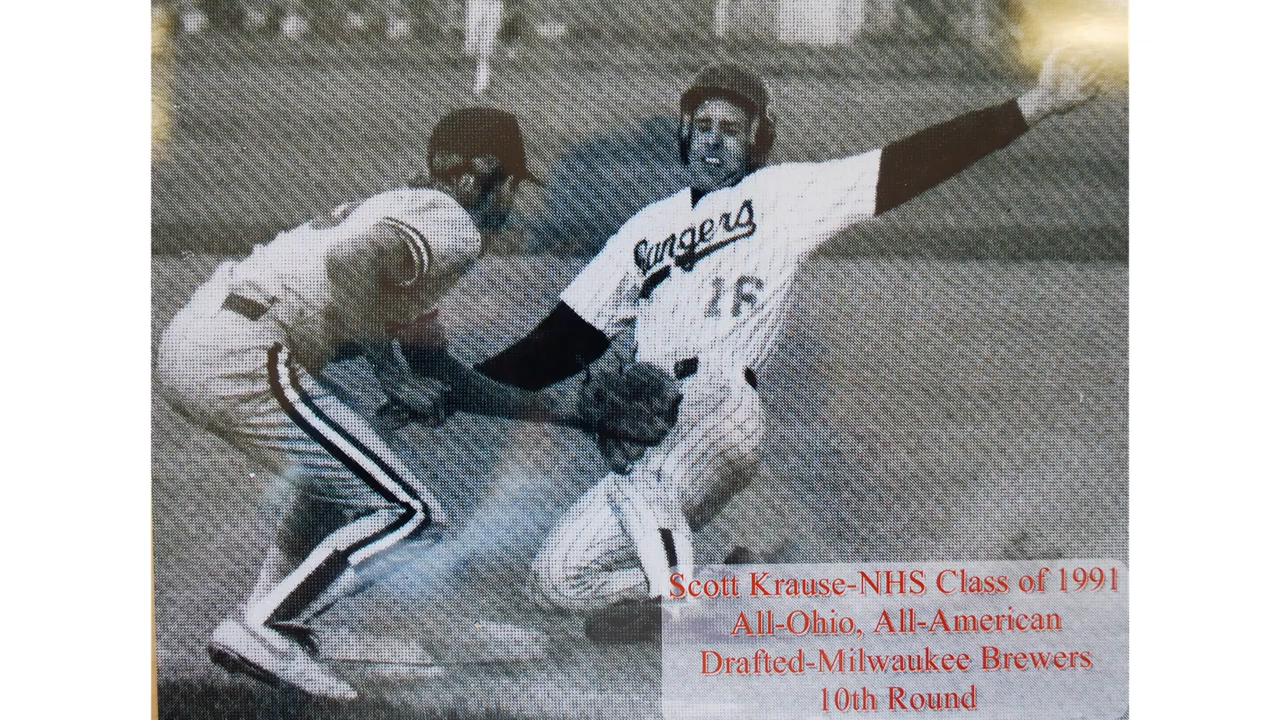 Rangers
16
Scott Krause-NHS Class of 1991
All-Ohio, All-American
Drafted-Milwaukee Brewers
10th Round